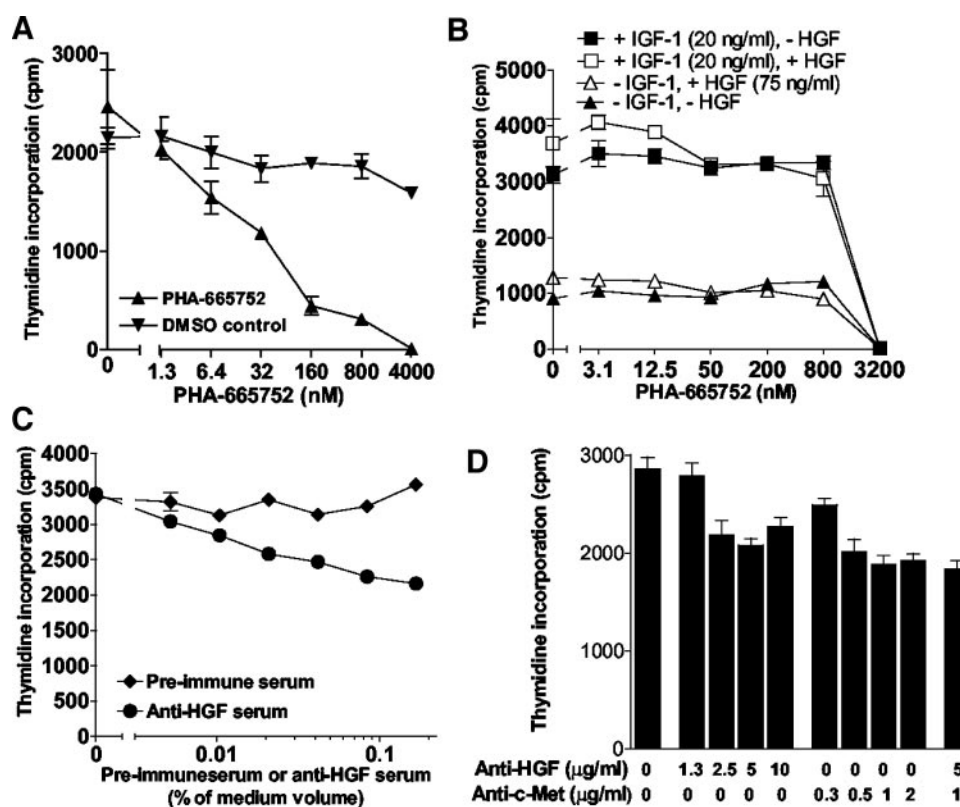 A
Thymidine incorporatioin (cpm)
3000
2000
1000
0
PHA-665752
DMSO control
0 1.3 6.4 32 160 800 4000
PHA-665752 (nM)
B
+ IGF-1 (20 ng/ml), - HGF
+ IGF-1 (20 ng/ml), + HGF
- IGF-1, + HGF (75 ng/ml)
- IGF-1, - HGF
Thymidine incorporation (cpm)
5000
4000
3000
2000
1000
0
0 3.1 12.5 50 200 800 3200
PHA-665752 (nM)
C
Thymidine incorporation (cpm)
4000
3500
3000
2500
2000
1500
1000
500
0
Pre-immune serum
Anti-HGF serum
0 0.01 0.1
Pre-immuneserum or anti-HGF serum
(% of medium volume)
D
Thymidine incorporation (cpm)
3000
2000
1000
Anti-HGF (µg/ml) 0 1.3 2.5 5 10 0 0 0 0 5
Anti-c-Met (µg/ml) 0 0 0 0 0 0.3 0.5 1 2 1